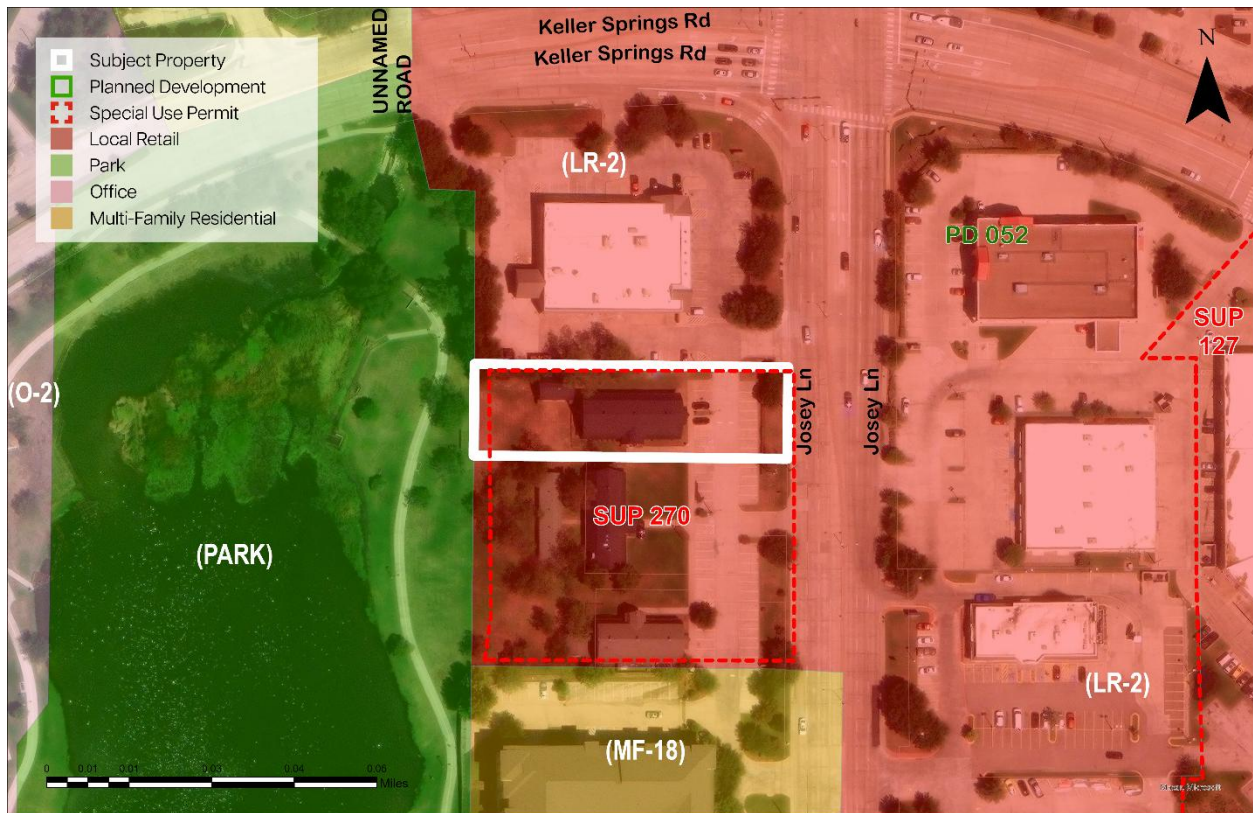 Keller Springs Rd
Keller Springs Rd
UNNAMED
ROAD
N
Subject Property
Planned Development
Special Use Permit
Local Retail
Park
Office
Multi-Family Residential
(LR-2)
PD 052
SUP
127
(O-2)
Josey Ln
Josey Ln
SUP 270
(PARK)
(LR-2)
(MF-18)
0 0.01 0.01 0.03 0.04 0.05
Miles
Microsoft